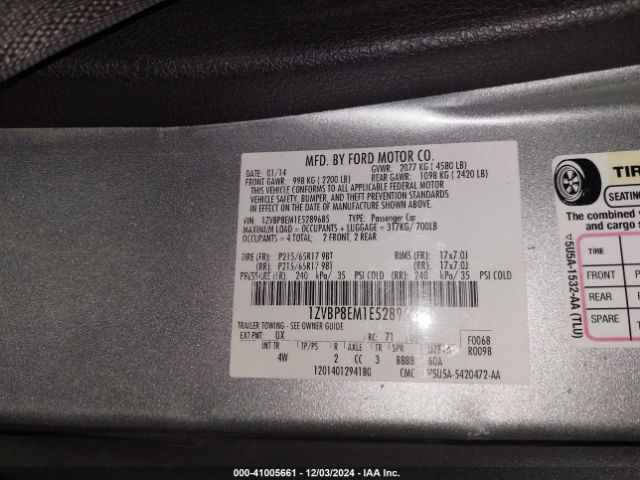 MFD. BY FORD MOTOR CO.
DATE: 01/14 GVWR: 2077 KG ( 4580 LB)
FRONT GAWR: 998 KG ( 2200 LB) REAR GAWR: 1098 KG ( 2420 LB)
THIS VEHICLE CONFORMS TO ALL APPLICABLE FEDERAL MOTOR
VEHICLE SAFETY, BUMPER, AND THEFT PREVENTION STANDARDS
IN EFFECT ON THE DATE OF MANUFACTURE SHOWN ABOVE.
VIN: 1ZVBP8EM1E5289685 TYPE: Passenger Car
MAXIMUM LOAD = OCCUPANTS + LUGGAGE = 317KG/ 700LB
OCCUPANTS = 4 TOTAL; 2 FRONT, 2 REAR
TIRE (FR): P215/65R17 98T RIMS (FR): 17x7.0J
(RR): P215/65R17 98T (RR): 17x7.0J
PRESSURE (FR): 240 kPa/ 35 PSI COLD (RR): 240 kPa/ 35 PSI COLD
TRAILER TOWING - SEE OWNER GUIDE
EXT PNT: UX RC: 71 F0068
INT TR TP/PS R AXLE TR SPR R0098
4W 2 CC 3 BBBB 60A
1201401294180 CMC 5U5A-5420472-AA
TIR
SEATING
The combined
and cargo s
5U5A-1532-AA (TLU)
TIRE
FRONT P
REAR P
SPARE
000-41005661 - 12/03/2024 - IAA Inc.